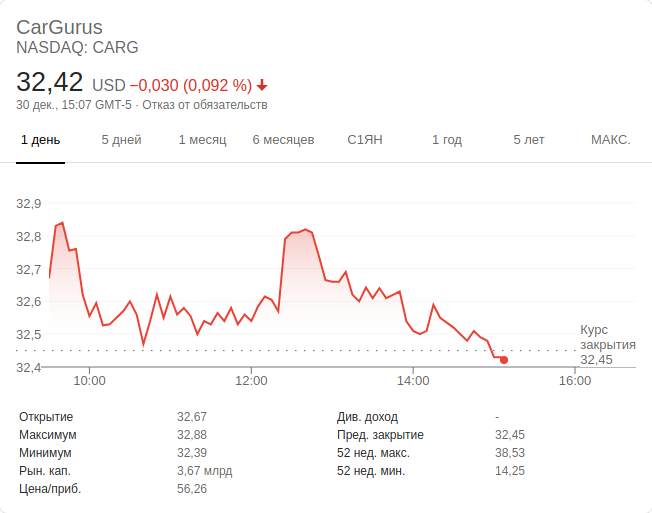 CarGurus
NASDAQ: CARG
32,42 USD −0,030 (0,092 %)
30 дек., 15:07 GMT-5 · Отказ от обязательств
1 день 5 дней 1 месяц 6 месяцев С1ЯН 1 год 5 лет МАКС.
32,9
32,8
32,7
32,6
32,5
32,4
Курс
закрытия
32,45
10:00 12:00 14:00 16:00
Открытие 32,67 Див. доход -
Максимум 32,88 Пред. закрытие 32,45
Минимум 32,39 52 нед. макс. 38,53
Рын. кап. 3,67 млрд 52 нед. мин. 14,25
Цена/приб. 56,26